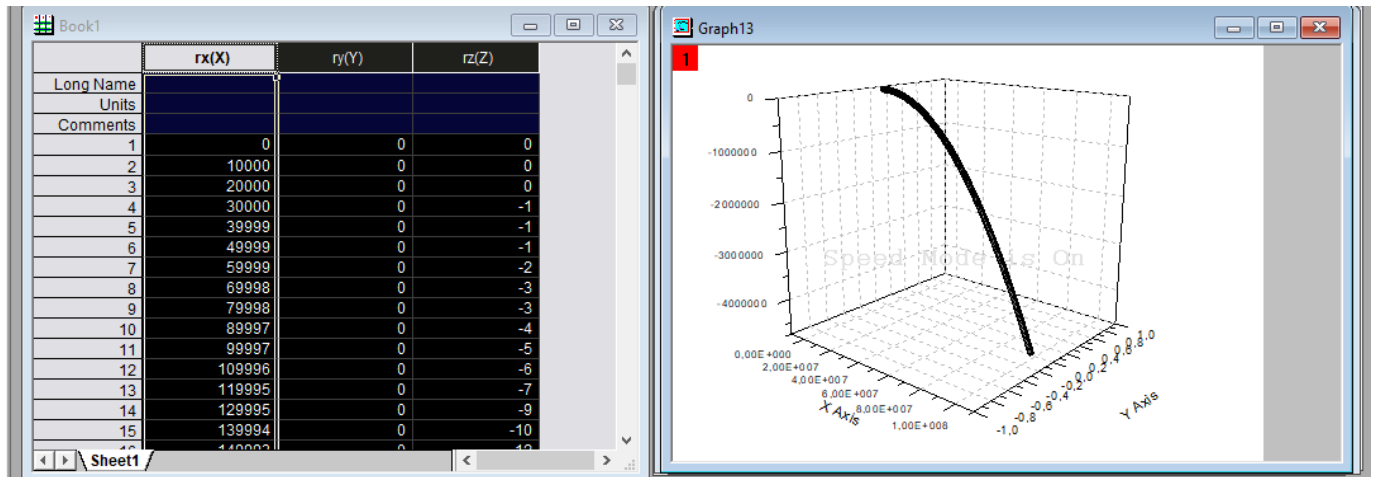 Book1
rx(X) ry(Y) rz(Z)
Long Name
Units
Comments
1 0 0 0
2 10000 0 0
3 20000 0 0
4 30000 0 -1
5 39999 0 -1
6 49999 0 -1
7 59999 0 -2
8 69998 0 -3
9 79998 0 -3
10 89997 0 -4
11 99997 0 -5
12 109996 0 -6
13 119995 0 -7
14 129995 0 -9
15 139994 0 -10
Sheet1
Graph13
1
0
-1000000
-2000000
-3000000
-4000000
Speed Mode is On
0,00E+000
2,00E+007
4,00E+007
6,00E+007
8,00E+007
1,00E+008
X Axis
-1,0
-0,8
-0,6
-0,4
-0,2
0,0
0,2
0,4
0,6
0,8
1,0
Y Axis